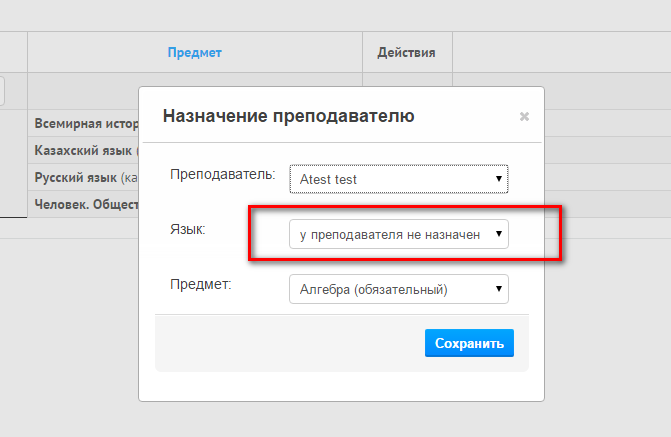 Предмет
Действия
Назначение преподавателю
Всемирная истор
Казахский язык (
Русский язык (ка
Человек. Общест
Преподаватель:
Atest test
Язык:
у преподавателя не назначен
Предмет:
Алгебра (обязательный)
Сохранить